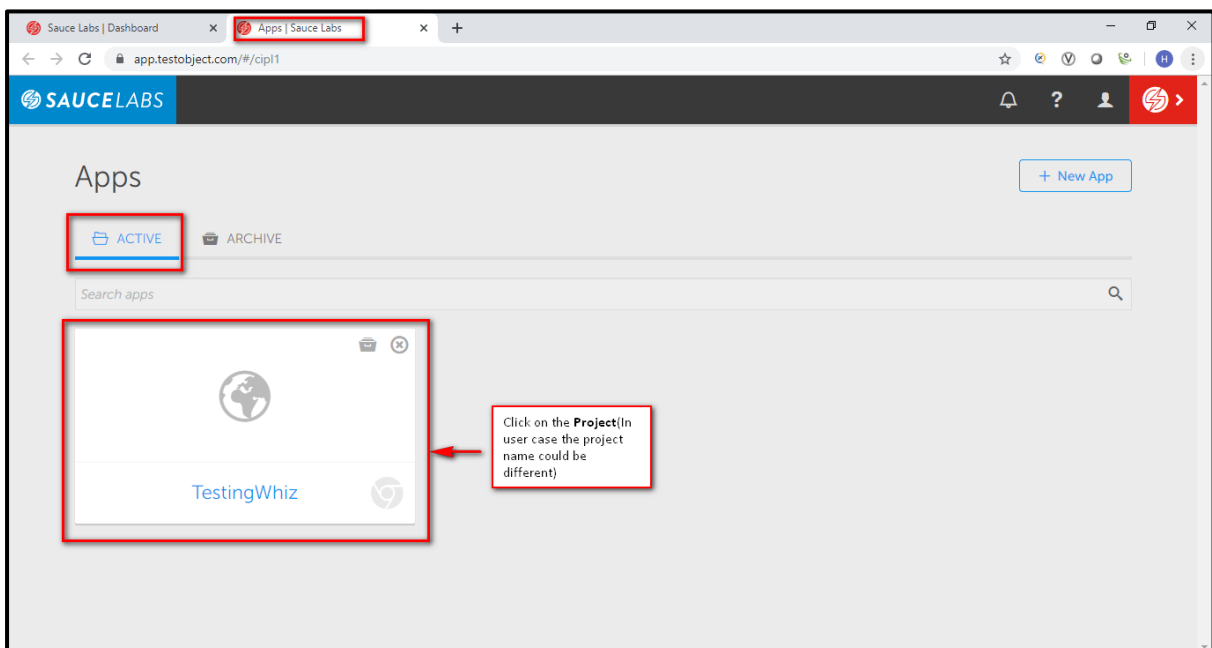 Sauce Labs | Dashboard
Apps | Sauce Labs
app.testobject.com/#/cipl1
H
SAUCELABS
?
Apps
+ New App
ACTIVE
ARCHIVE
Search apps
Click on the Project(In
user case the project
name could be
different)
TestingWhiz